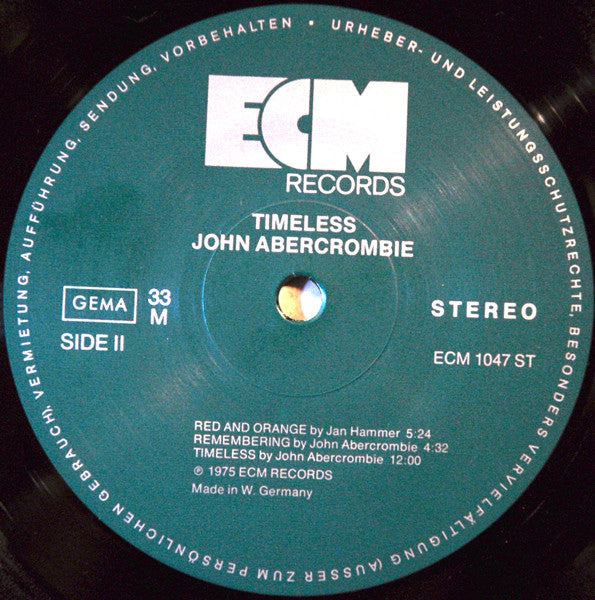 URHEBER- UND LEISTUNGSSCHUTZRECHTE, BESONDERS VERVIELFÄLTIGUNG (AUSSER ZUM PERSÖNLICHEN GEBRAUCH), VERMIETUNG, AUFFÜHRUNG, SENDUNG, VORBEHALTEN •
ECM
RECORDS
TIMELESS
JOHN ABERCROMBIE
GEMA
33
M
STEREO
SIDE II
ECM 1047 ST
RED AND ORANGE by Jan Hammer 5:24
REMEMBERING by John Abercrombie 4:32
TIMELESS by John Abercrombie 12:00
℗ 1975 ECM RECORDS
Made in W. Germany